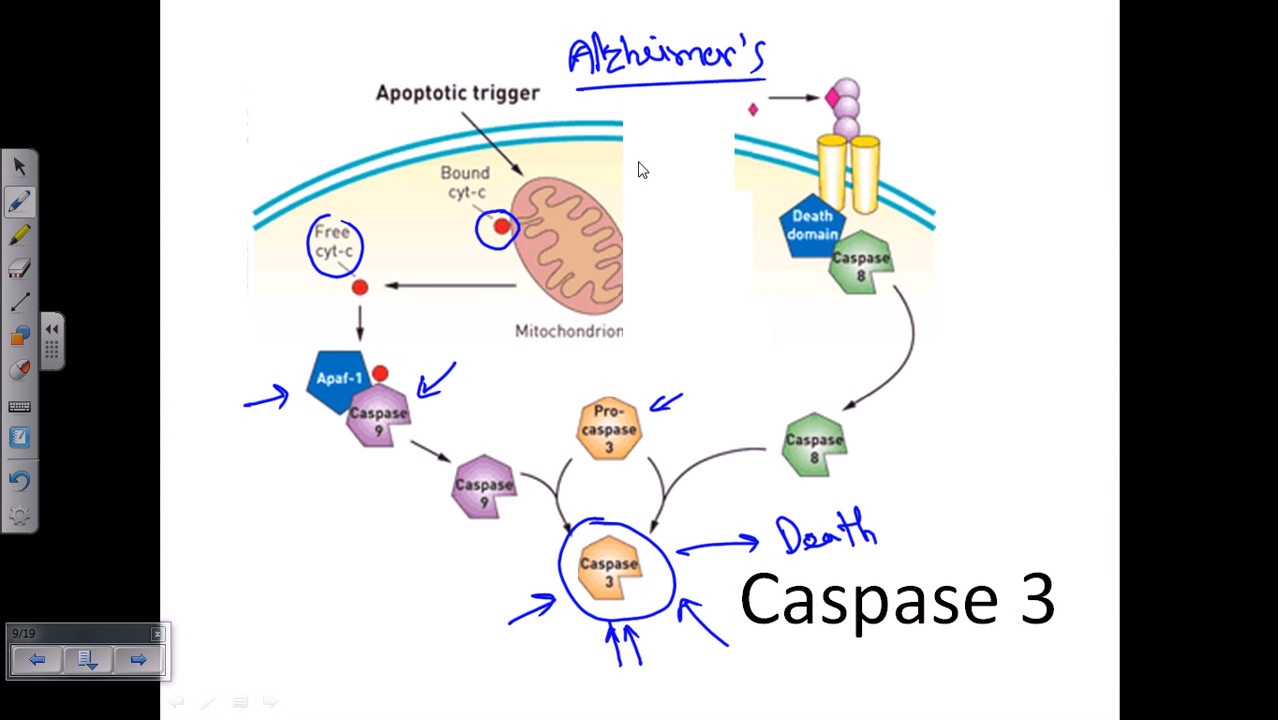 Alzheimer's
Apoptotic trigger
Bound
cyt-c
Free
cyt-c
Mitochondrion
Death
domain
Caspase
8
Apaf-1
Caspase
9
Caspase
9
Pro-
caspase
3
Caspase
8
Caspase
3
Death
Caspase 3
9/19